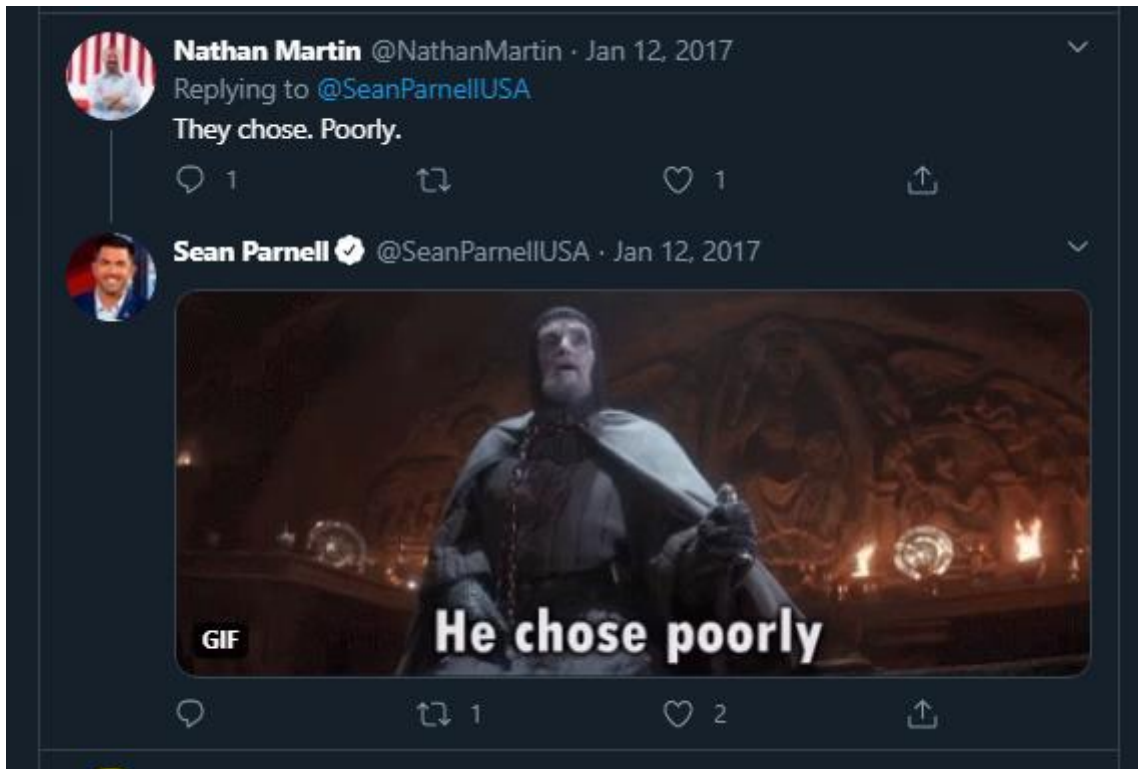 Nathan Martin @NathanMartin · Jan 12, 2017
Replying to @SeanParnellUSA
They chose. Poorly.
1 1
Sean Parnell @SeanParnellUSA · Jan 12, 2017
He chose poorly
GIF
1 2